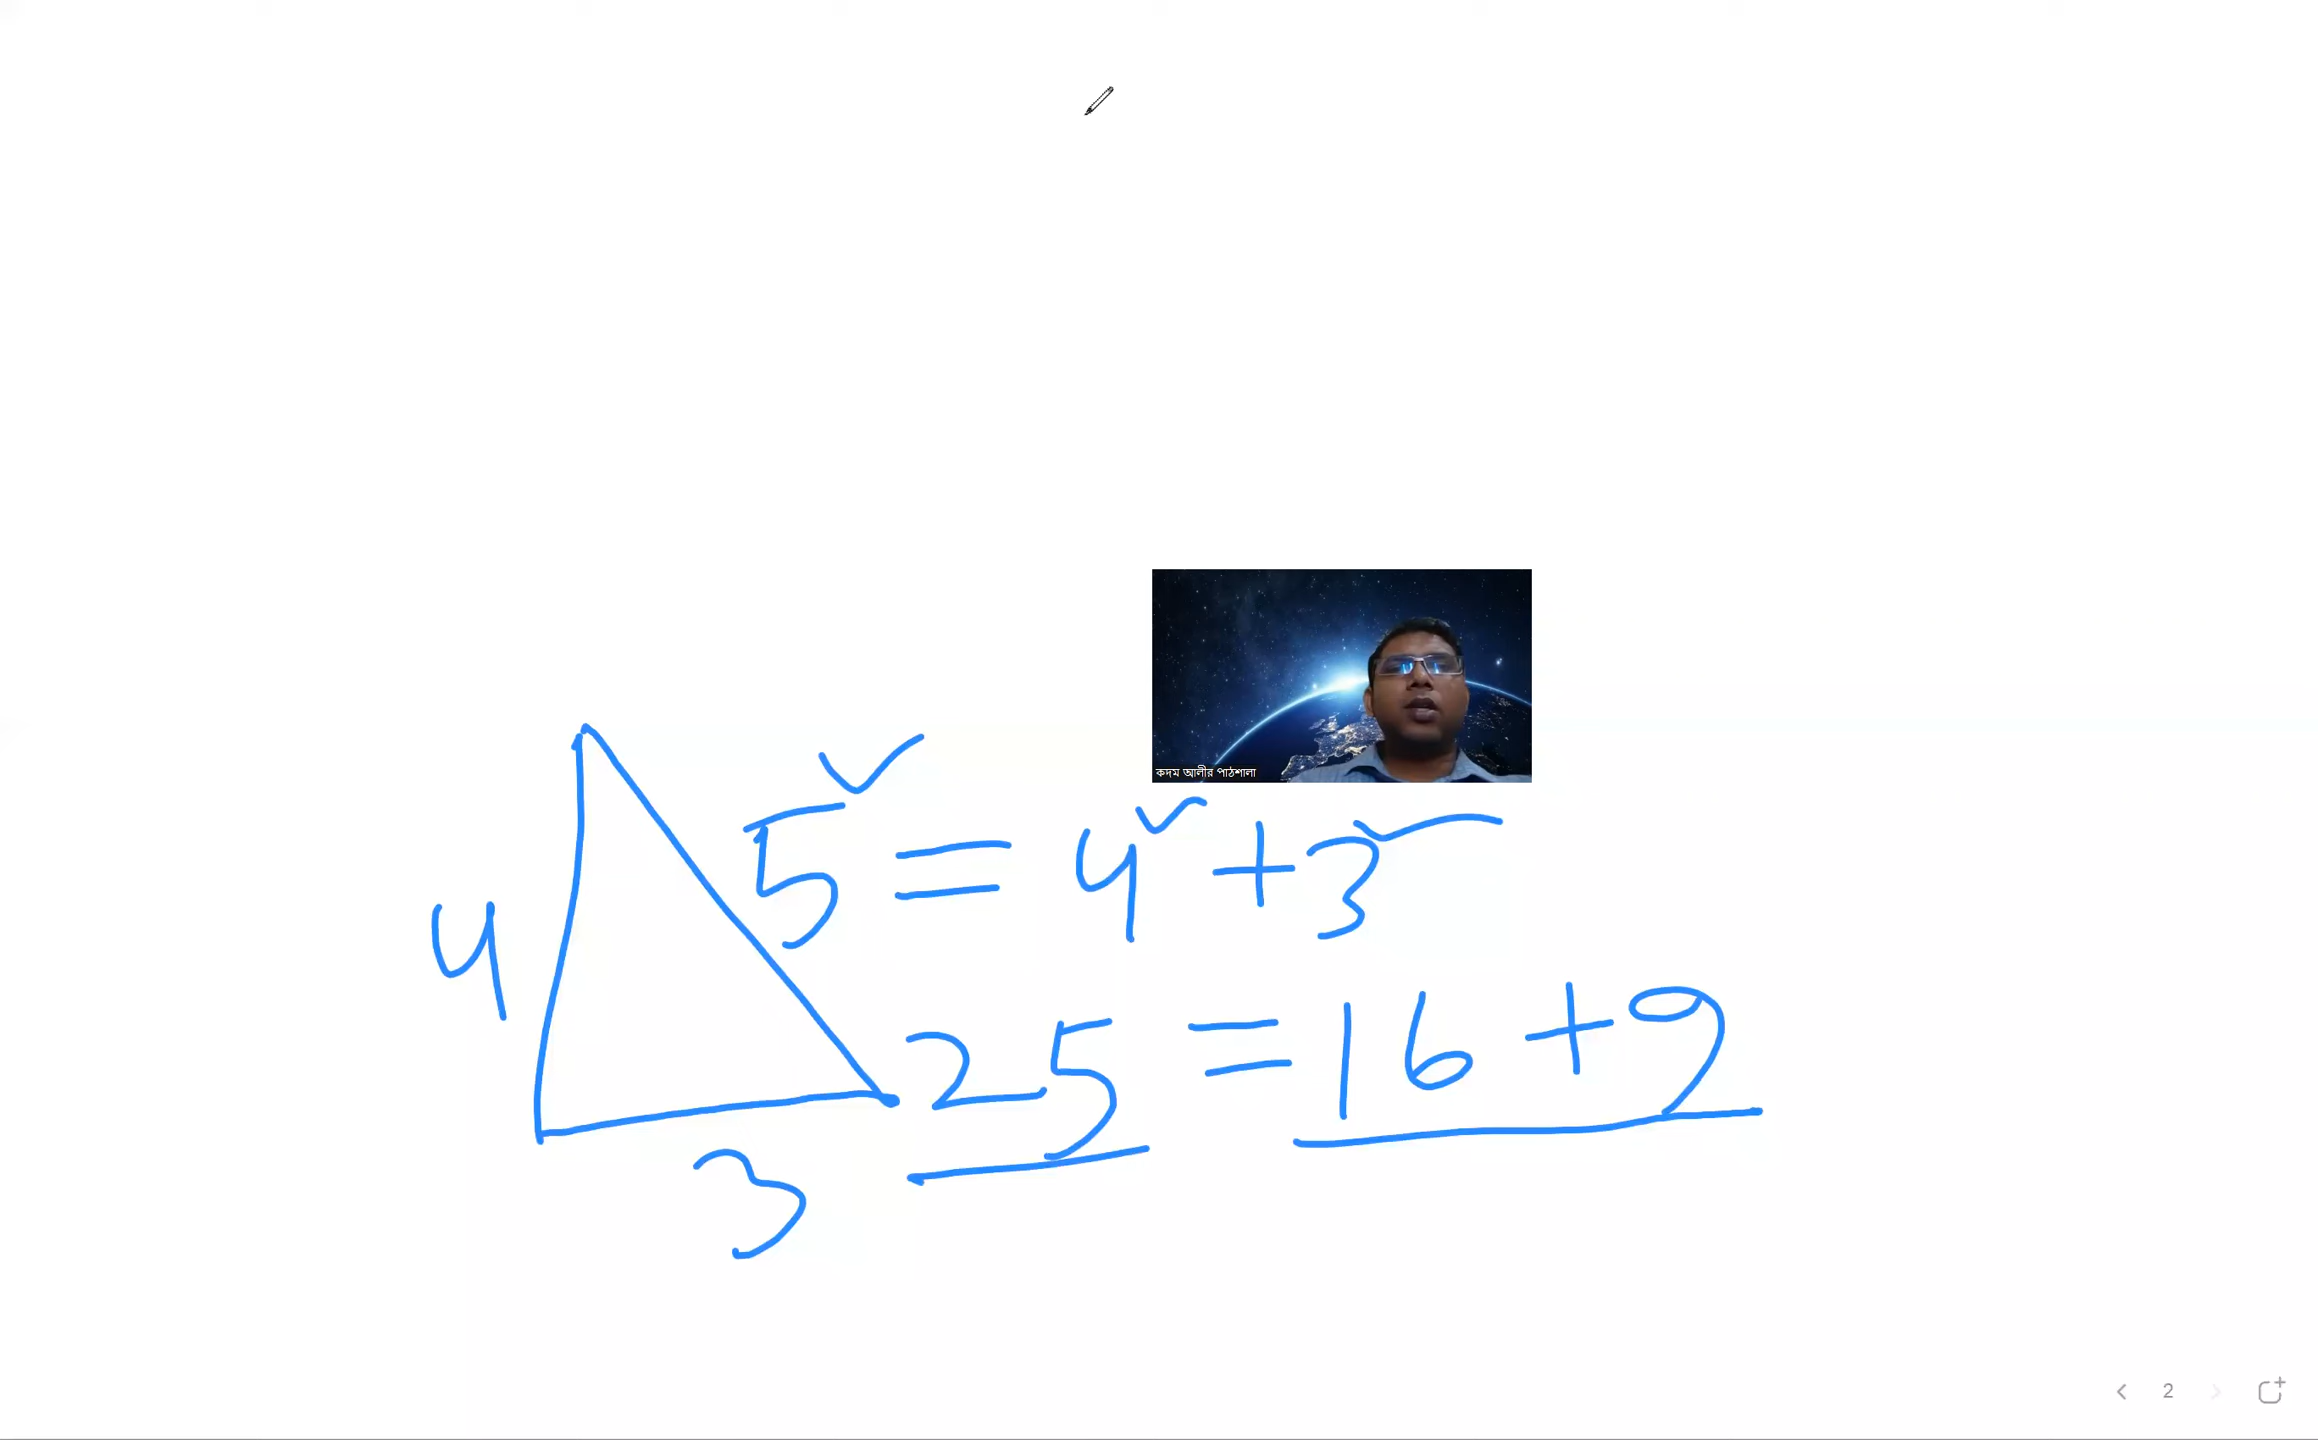 কদম আলীর পাঠশালা
5² = 4² + 3²
4
25 = 16 + 9
3
2